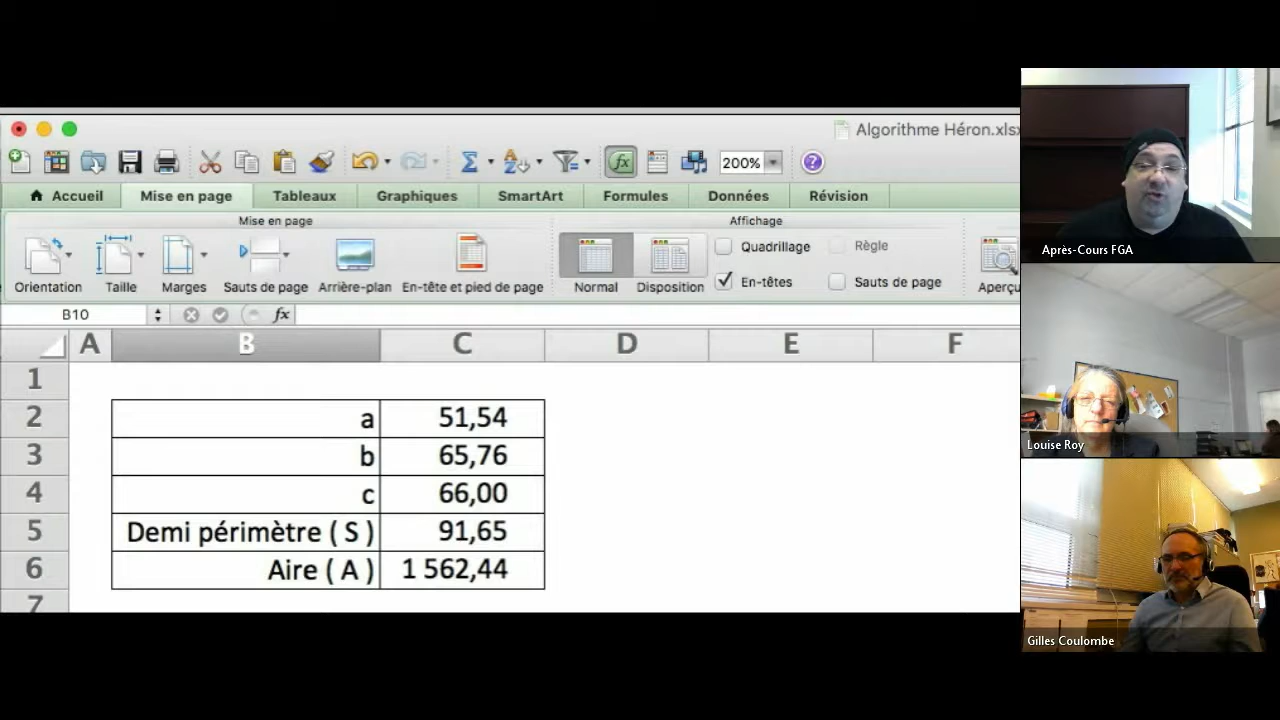 Algorithme Héron.xlsx
200%
Accueil Mise en page Tableaux Graphiques SmartArt Formules Données Révision
Mise en page Affichage
Quadrillage Règle
En-têtes Sauts de page
Orientation Taille Marges Sauts de page Arrière-plan En-tête et pied de page Normal Disposition Aperçu
B10 fx
A B C D E F
1
2 a 51,54
3 b 65,76
4 c 66,00
5 Demi périmètre ( S ) 91,65
6 Aire ( A ) 1 562,44
7
Après-Cours FGA
Louise Roy
Gilles Coulombe